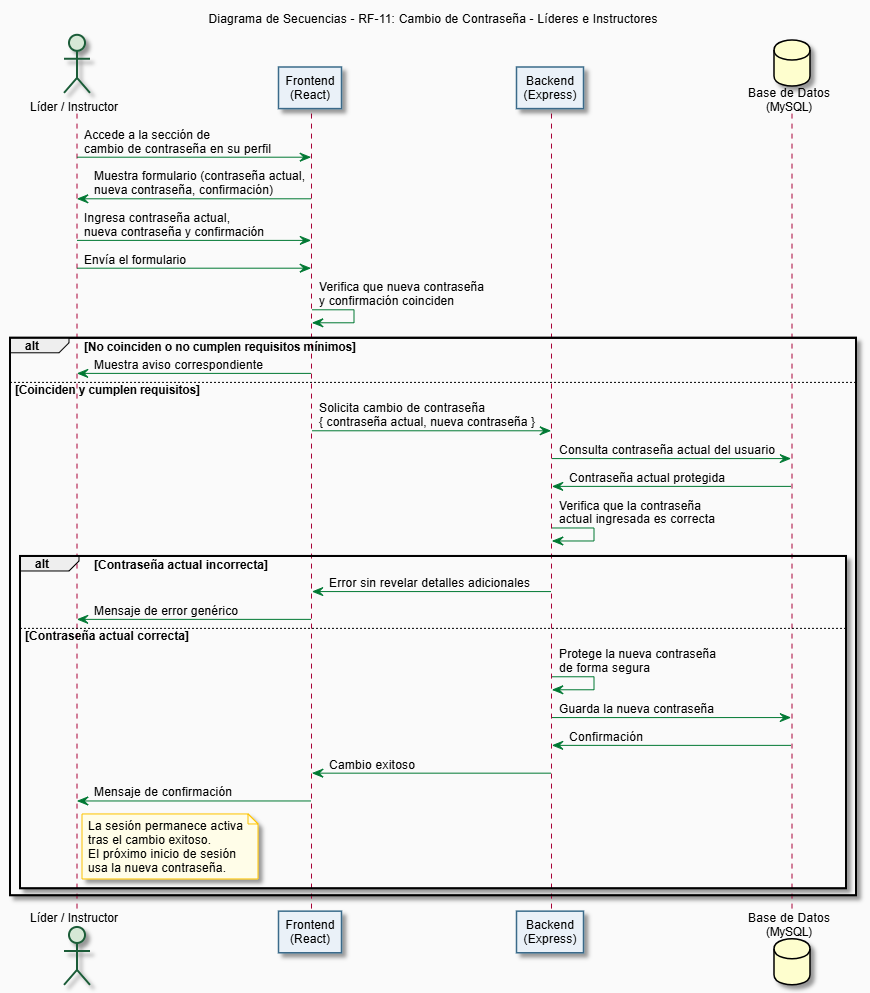 Diagrama de Secuencias - RF-11: Cambio de Contraseña - Líderes e Instructores
Líder / Instructor
Frontend
(React)
Backend
(Express)
Base de Datos
(MySQL)
Accede a la sección de
cambio de contraseña en su perfil
Muestra formulario (contraseña actual,
nueva contraseña, confirmación)
Ingresa contraseña actual,
nueva contraseña y confirmación
Envía el formulario
Verifica que nueva contraseña
y confirmación coinciden
alt
[No coinciden o no cumplen requisitos mínimos]
Muestra aviso correspondiente
[Coinciden y cumplen requisitos]
Solicita cambio de contraseña
{ contraseña actual, nueva contraseña }
Consulta contraseña actual del usuario
Contraseña actual protegida
Verifica que la contraseña
actual ingresada es correcta
alt
[Contraseña actual incorrecta]
Error sin revelar detalles adicionales
Mensaje de error genérico
[Contraseña actual correcta]
Protege la nueva contraseña
de forma segura
Guarda la nueva contraseña
Confirmación
Cambio exitoso
Mensaje de confirmación
La sesión permanece activa
tras el cambio exitoso.
El próximo inicio de sesión
usa la nueva contraseña.
Líder / Instructor
Frontend
(React)
Backend
(Express)
Base de Datos
(MySQL)